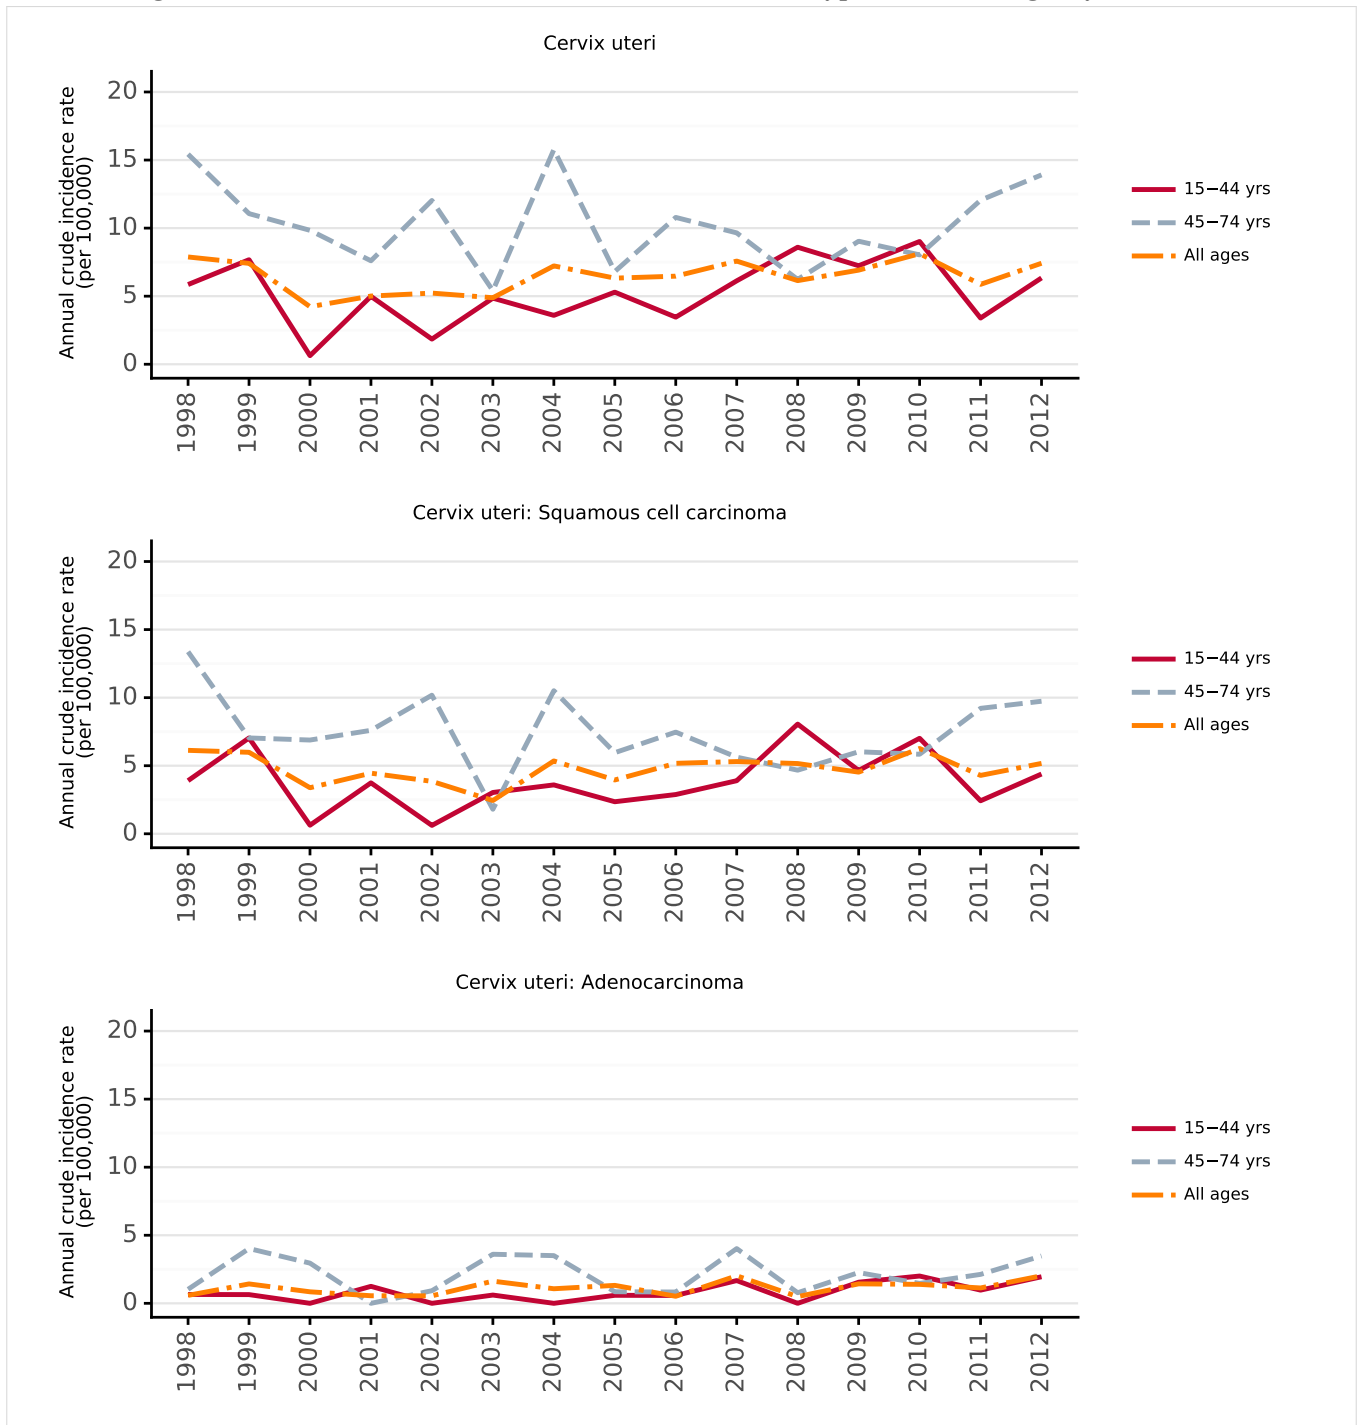 Cervix uteri
Annual crude incidence rate
(per 100,000)
20
15
10
5
0
1998 1999 2000 2001 2002 2003 2004 2005 2006 2007 2008 2009 2010 2011 2012
15−44 yrs
45−74 yrs
All ages
Cervix uteri: Squamous cell carcinoma
Annual crude incidence rate
(per 100,000)
20
15
10
5
0
1998 1999 2000 2001 2002 2003 2004 2005 2006 2007 2008 2009 2010 2011 2012
15−44 yrs
45−74 yrs
All ages
Cervix uteri: Adenocarcinoma
Annual crude incidence rate
(per 100,000)
20
15
10
5
0
1998 1999 2000 2001 2002 2003 2004 2005 2006 2007 2008 2009 2010 2011 2012
15−44 yrs
45−74 yrs
All ages